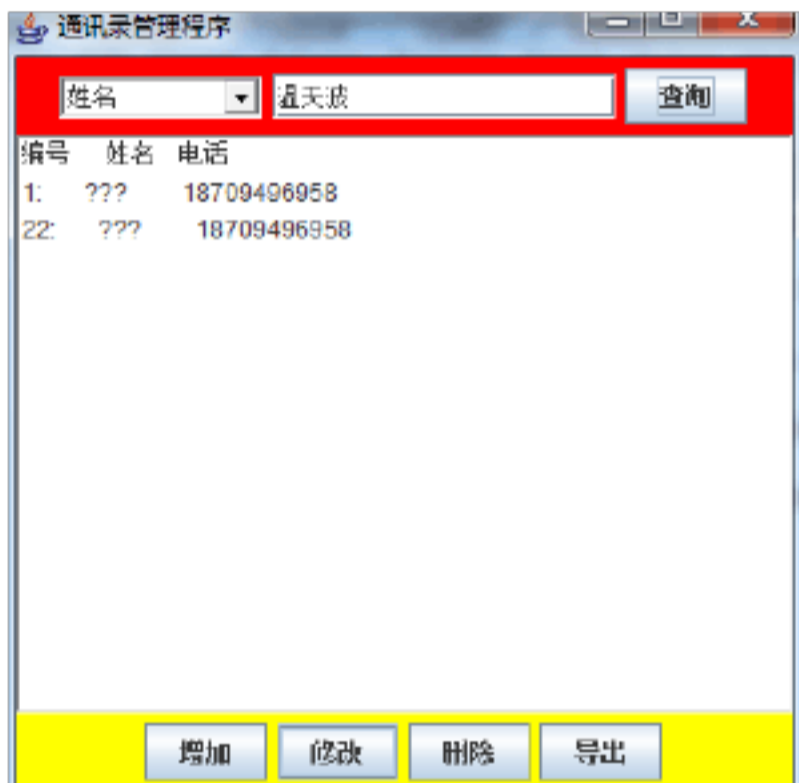 通讯录管理程序
姓名 温天波 查询
编号 姓名 电话
1: ??? 18709496958
22: ??? 18709496958
增加 修改 删除 导出